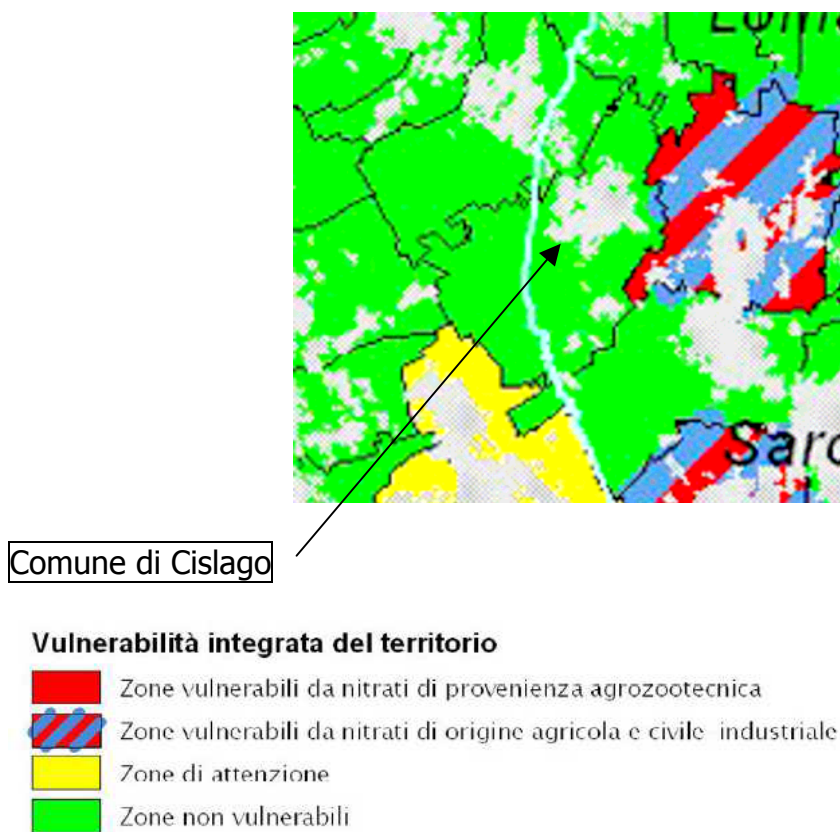 Comune di Cislago
Vulnerabilità integrata del territorio
Zone vulnerabili da nitrati di provenienza agrozootecnica
Zone vulnerabili da nitrati di origine agricola e civile industriale
Zone di attenzione
Zone non vulnerabili